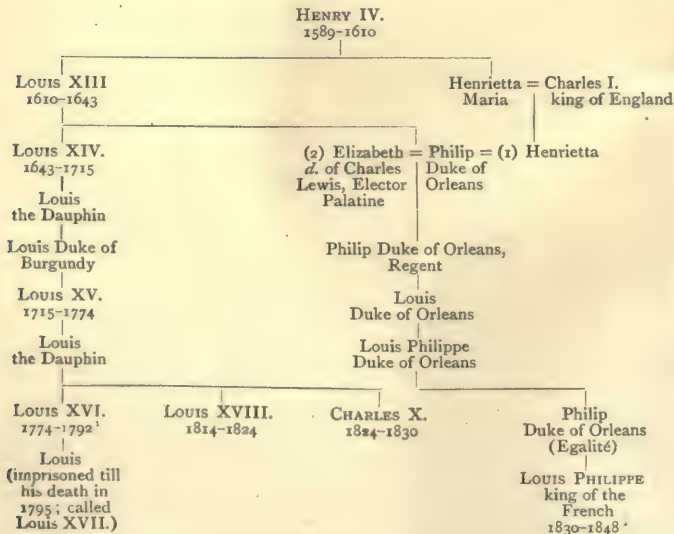 HENRY IV.
1589-1610
LOUIS XIII
1610-1643
Henrietta = Charles I.
Maria king of England
LOUIS XIV.
1643-1715
(2) Elizabeth = Philip = (1) Henrietta
d. of Charles Duke of
Lewis, Elector Orleans
Palatine
Louis
the Dauphin
Louis Duke of
Burgundy
Philip Duke of Orleans,
Regent
LOUIS XV.
1715-1774
Louis
Duke of Orleans
Louis
the Dauphin
Louis Philippe
Duke of Orleans
LOUIS XVI.
1774-1792¹
LOUIS XVIII.
1814-1824
CHARLES X.
1824-1830
Philip
Duke of Orleans
(Egalité)
Louis
(imprisoned till
his death in
1795; called
Louis XVII.)
LOUIS PHILIPPE
king of the
French
1830-1848